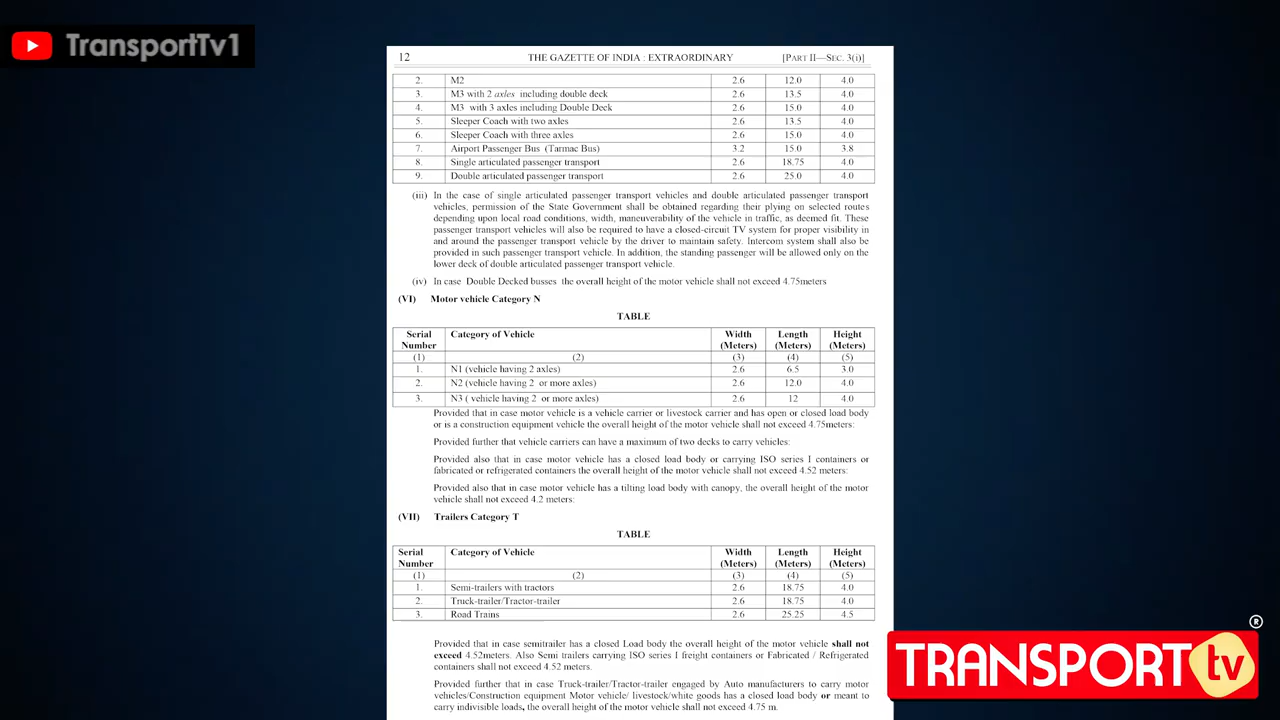 TransportTv1
12 THE GAZETTE OF INDIA : EXTRAORDINARY [PART II—SEC. 3(i)]
2. M2 2.6 12.0 4.0
3. M3 with 2 axles including double deck 2.6 13.5 4.0
4. M3 with 3 axles including Double Deck 2.6 15.0 4.0
5. Sleeper Coach with two axles 2.6 13.5 4.0
6. Sleeper Coach with three axles 2.6 15.0 4.0
7. Airport Passenger Bus (Tarmac Bus) 3.2 15.0 3.8
8. Single articulated passenger transport 2.6 18.75 4.0
9. Double articulated passenger transport 2.6 25.0 4.0
(iii) In the case of single articulated passenger transport vehicles and double articulated passenger transport
vehicles, permission of the State Government shall be obtained regarding their plying on selected routes
depending upon local road conditions, width, maneuverability of the vehicle in traffic, as deemed fit. These
passenger transport vehicles will also be required to have a closed-circuit TV system for proper visibility in
and around the passenger transport vehicle by the driver to maintain safety. Intercom system shall also be
provided in such passenger transport vehicle. In addition, the standing passenger will be allowed only on the
lower deck of double articulated passenger transport vehicle.
(iv) In case Double Decked busses the overall height of the motor vehicle shall not exceed 4.75meters
(VI) Motor vehicle Category N
TABLE
Serial Category of Vehicle Width Length Height
Number (Meters) (Meters) (Meters)
(1) (2) (3) (4) (5)
1. N1 (vehicle having 2 axles) 2.6 6.5 3.0
2. N2 (vehicle having 2 or more axles) 2.6 12.0 4.0
3. N3 ( vehicle having 2 or more axles) 2.6 12 4.0
Provided that in case motor vehicle is a vehicle carrier or livestock carrier and has open or closed load body
or is a construction equipment vehicle the overall height of the motor vehicle shall not exceed 4.75meters:
Provided further that vehicle carriers can have a maximum of two decks to carry vehicles:
Provided also that in case motor vehicle has a closed load body or carrying ISO series I containers or
fabricated or refrigerated containers the overall height of the motor vehicle shall not exceed 4.52 meters:
Provided also that in case motor vehicle has a tilting load body with canopy, the overall height of the motor
vehicle shall not exceed 4.2 meters:
(VII) Trailers Category T
TABLE
Serial Category of Vehicle Width Length Height
Number (Meters) (Meters) (Meters)
(1) (2) (3) (4) (5)
1. Semi-trailers with tractors 2.6 18.75 4.0
2. Truck-trailer/Tractor-trailer 2.6 18.75 4.0
3. Road Trains 2.6 25.25 4.5
Provided that in case semitrailer has a closed Load body the overall height of the motor vehicle shall not
exceed 4.52meters. Also Semi trailers carrying ISO series I freight containers or Fabricated / Refrigerated
containers shall not exceed 4.52 meters.
Provided further that in case Truck-trailer/Tractor-trailer engaged by Auto manufacturers to carry motor
vehicles/Construction equipment Motor vehicle/ livestock/white goods has a closed load body or meant to
carry indivisible loads, the overall height of the motor vehicle shall not exceed 4.75 m.
TRANSPORT tv ®